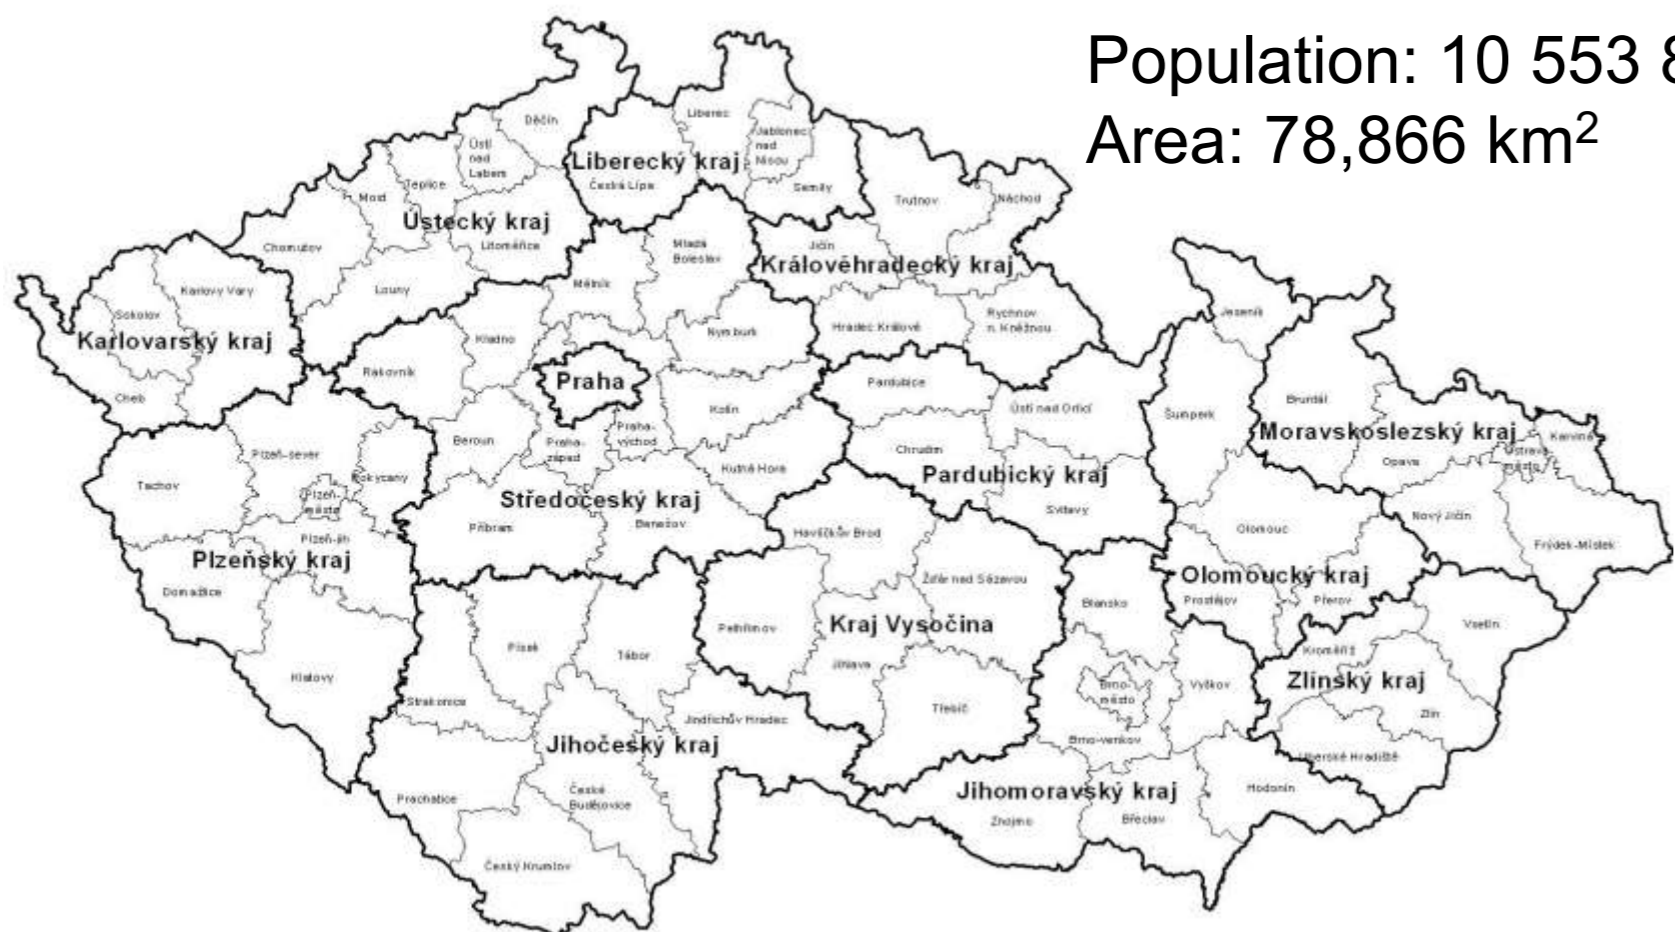 Population: 10 553 8
Area: 78,866 km²
Děčín
Liberec
Ústí
nad
Labem
Jablonec
nad
Nisou
Liberecký kraj
Teplice
Česká Lípa
Semily
Most
Trutnov
Náchod
Ústecký kraj
Chomutov
Litoměřice
Mladá
Boleslav
Jičín
Královéhradecký kraj
Karlovy Vary
Louny
Mělník
Sokolov
Jeseník
Rychnov
n. Kněžnou
Karlovarský kraj
Kladno
Nymburk
Hradec Králové
Rakovník
Praha
Pardubice
Cheb
Kolín
Ústí nad Orlicí
Šumperk
Bruntál
Praha-
východ
Beroun
Praha-
západ
Moravskoslezský kraj
Karviná
Plzeň-sever
Chrudim
Ostrava-
město
Opava
Kutná Hora
Pardubický kraj
Rokycany
Tachov
Plzeň-
město
Středočeský kraj
Svitavy
Nový Jičín
Příbram
Benešov
Havlíčkův Brod
Olomouc
Plzeň-jih
Frýdek-Místek
Plzeňský kraj
Olomoucký kraj
Žďár nad Sázavou
Domažlice
Blansko
Prostějov
Přerov
Pelhřimov
Kraj Vysočina
Vsetín
Písek
Tábor
Kroměříž
Jihlava
Klatovy
Zlínský kraj
Brno-
město
Vyškov
Strakonice
Třebíč
Zlín
Jindřichův Hradec
Brno-venkov
Jihočeský kraj
Uherské Hradiště
Jihomoravský kraj
Hodonín
Prachatice
České
Budějovice
Znojmo
Břeclav
Český Krumlov